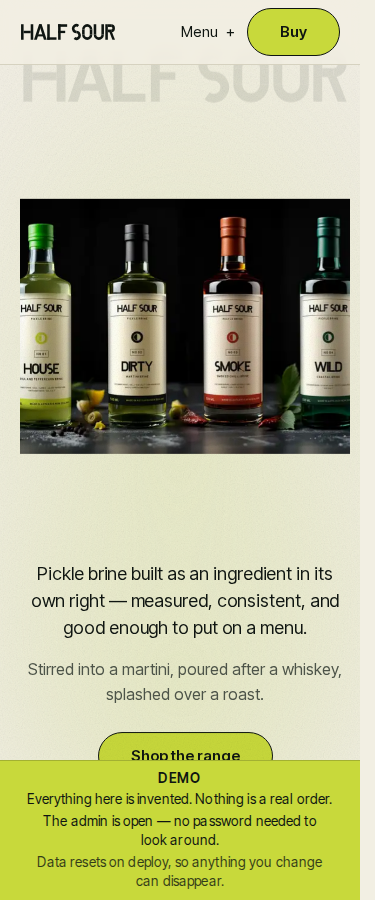 HALF SOUR
Menu +
Buy
HALF SOUR
HALF SOUR
HALF SOUR
HALF SOUR
HALF SOUR
HOUSE
DIRTY
SMOKE
WILD
Pickle brine built as an ingredient in its
own right — measured, consistent, and
good enough to put on a menu.
Stirred into a martini, poured after a whiskey,
splashed over a roast.
Shop the range
DEMO
Everything here is invented. Nothing is a real order.
The admin is open — no password needed to
look around.
Data resets on deploy, so anything you change
can disappear.